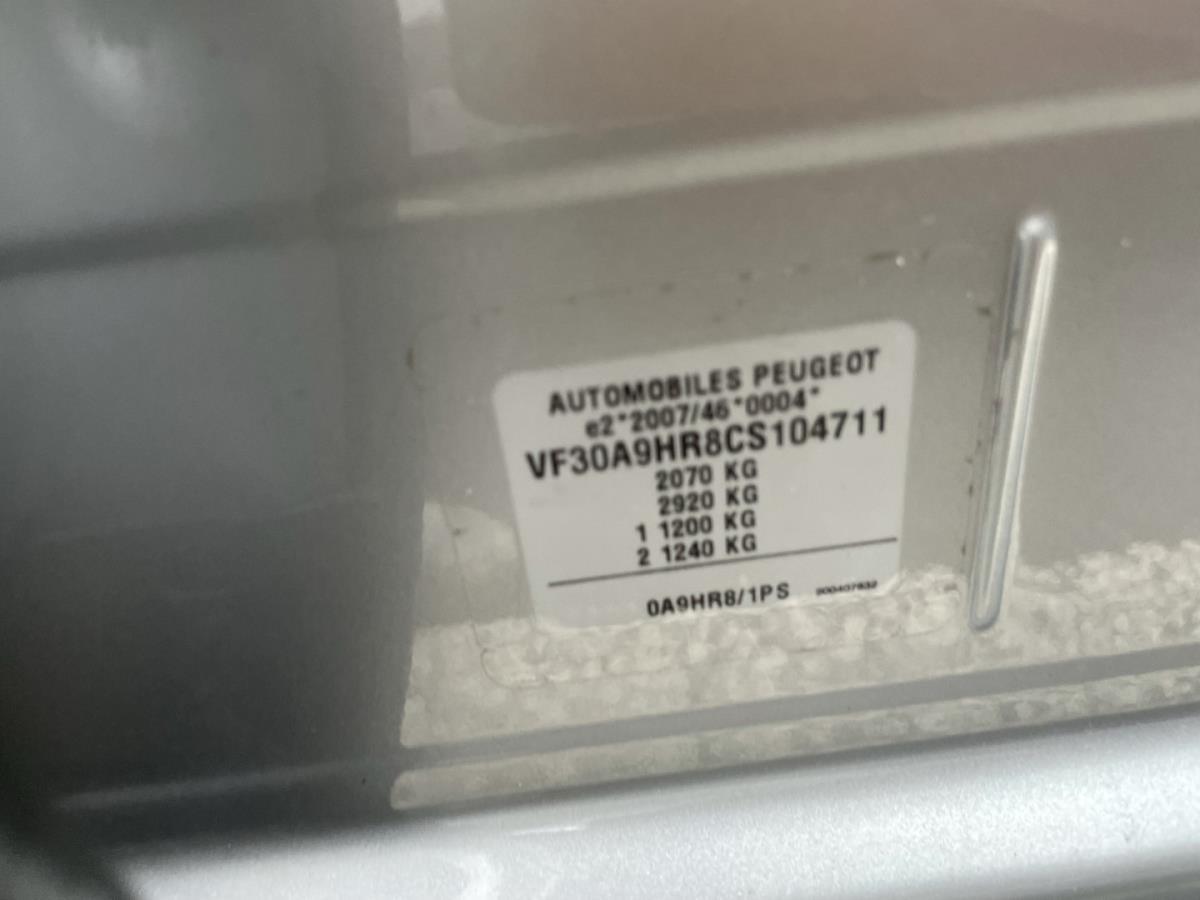 AUTOMOBILES PEUGEOT
e2*2007/46*0004*
VF30A9HR8CS104711
2070 KG
2920 KG
1 1200 KG
2 1240 KG
0A9HR8/1PS